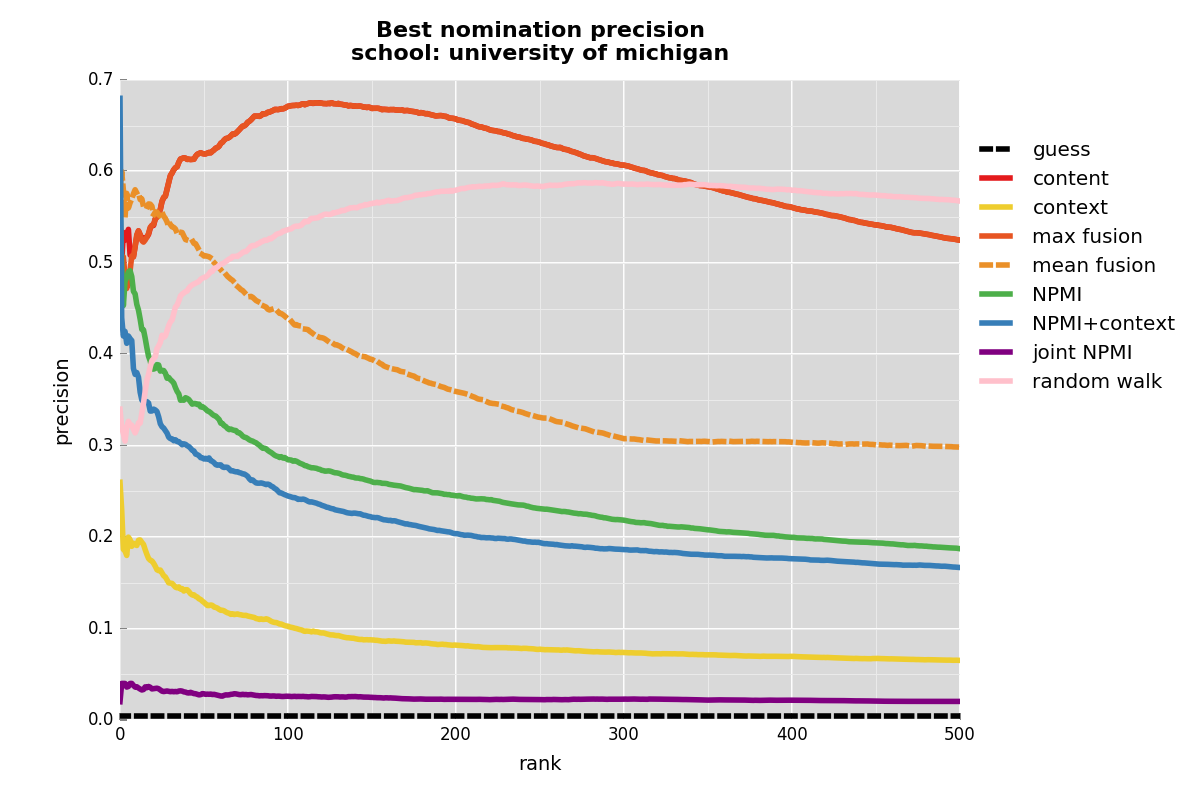 Best nomination precision
school: university of michigan
0.7
0.6
0.5
0.4
0.3
0.2
0.1
0.0
precision
0
100
200
300
400
500
rank
guess
content
context
max fusion
mean fusion
NPMI
NPMI+context
joint NPMI
random walk